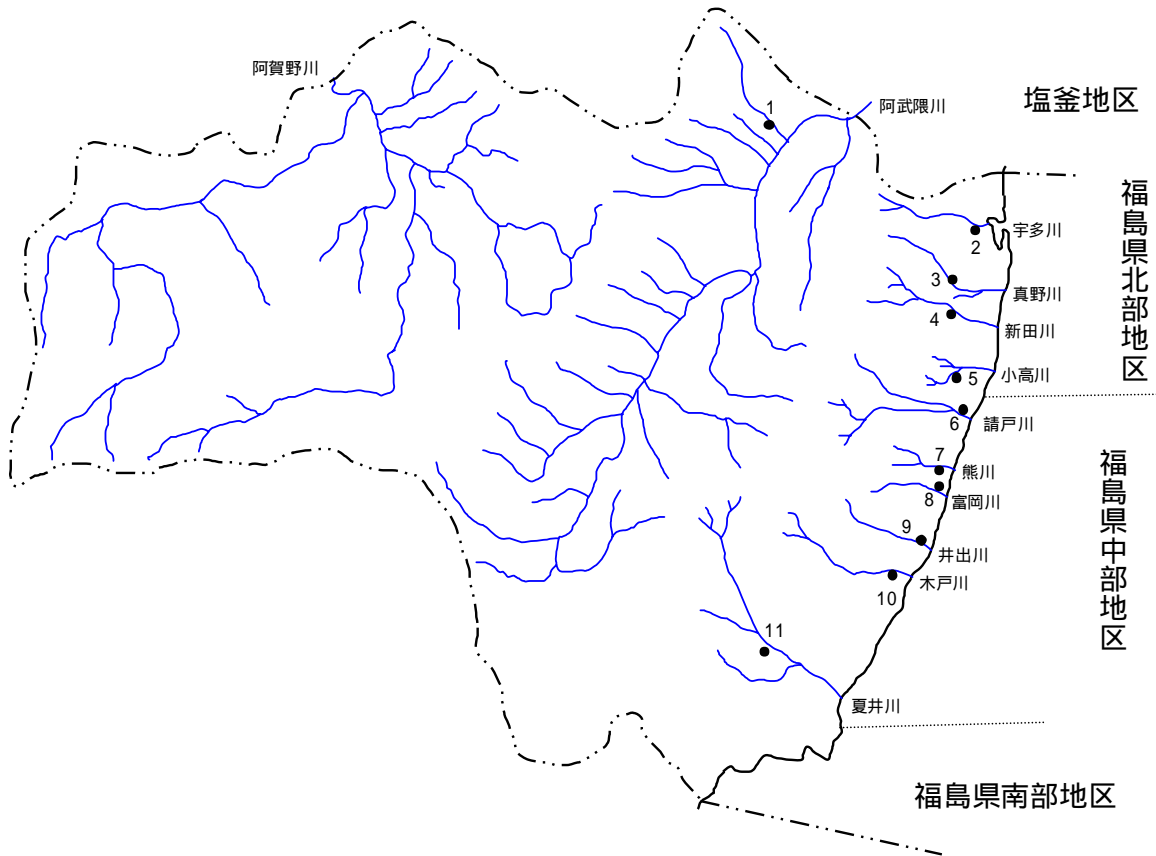 阿賀野川
1
阿武隈川
塩釜地区
福島県北部地区
2
宇多川
3
真野川
4
新田川
5
小高川
6
請戸川
福島県中部地区
7
熊川
8
富岡川
9
井出川
10
木戸川
11
夏井川
福島県南部地区